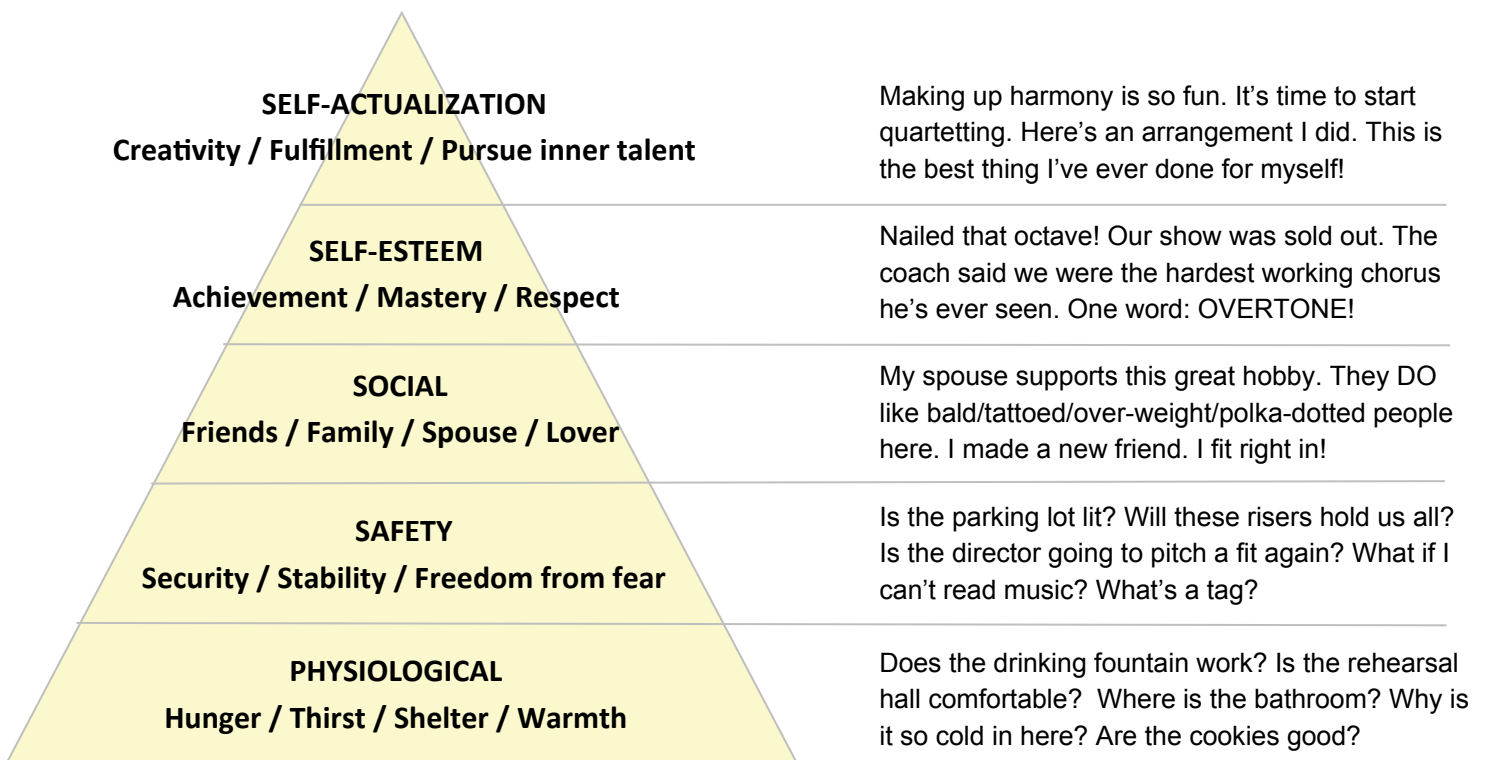 SELF-ACTUALIZATION
Creativity / Fulfillment / Pursue inner talent
Making up harmony is so fun. It’s time to start
quartetting. Here’s an arrangement I did. This is
the best thing I’ve ever done for myself!
SELF-ESTEEM
Achievement / Mastery / Respect
Nailed that octave! Our show was sold out. The
coach said we were the hardest working chorus
he’s ever seen. One word: OVERTONE!
SOCIAL
Friends / Family / Spouse / Lover
My spouse supports this great hobby. They DO
like bald/tattoed/over-weight/polka-dotted people
here. I made a new friend. I fit right in!
SAFETY
Security / Stability / Freedom from fear
Is the parking lot lit? Will these risers hold us all?
Is the director going to pitch a fit again? What if I
can’t read music? What’s a tag?
PHYSIOLOGICAL
Hunger / Thirst / Shelter / Warmth
Does the drinking fountain work? Is the rehearsal
hall comfortable?  Where is the bathroom? Why is
it so cold in here? Are the cookies good?